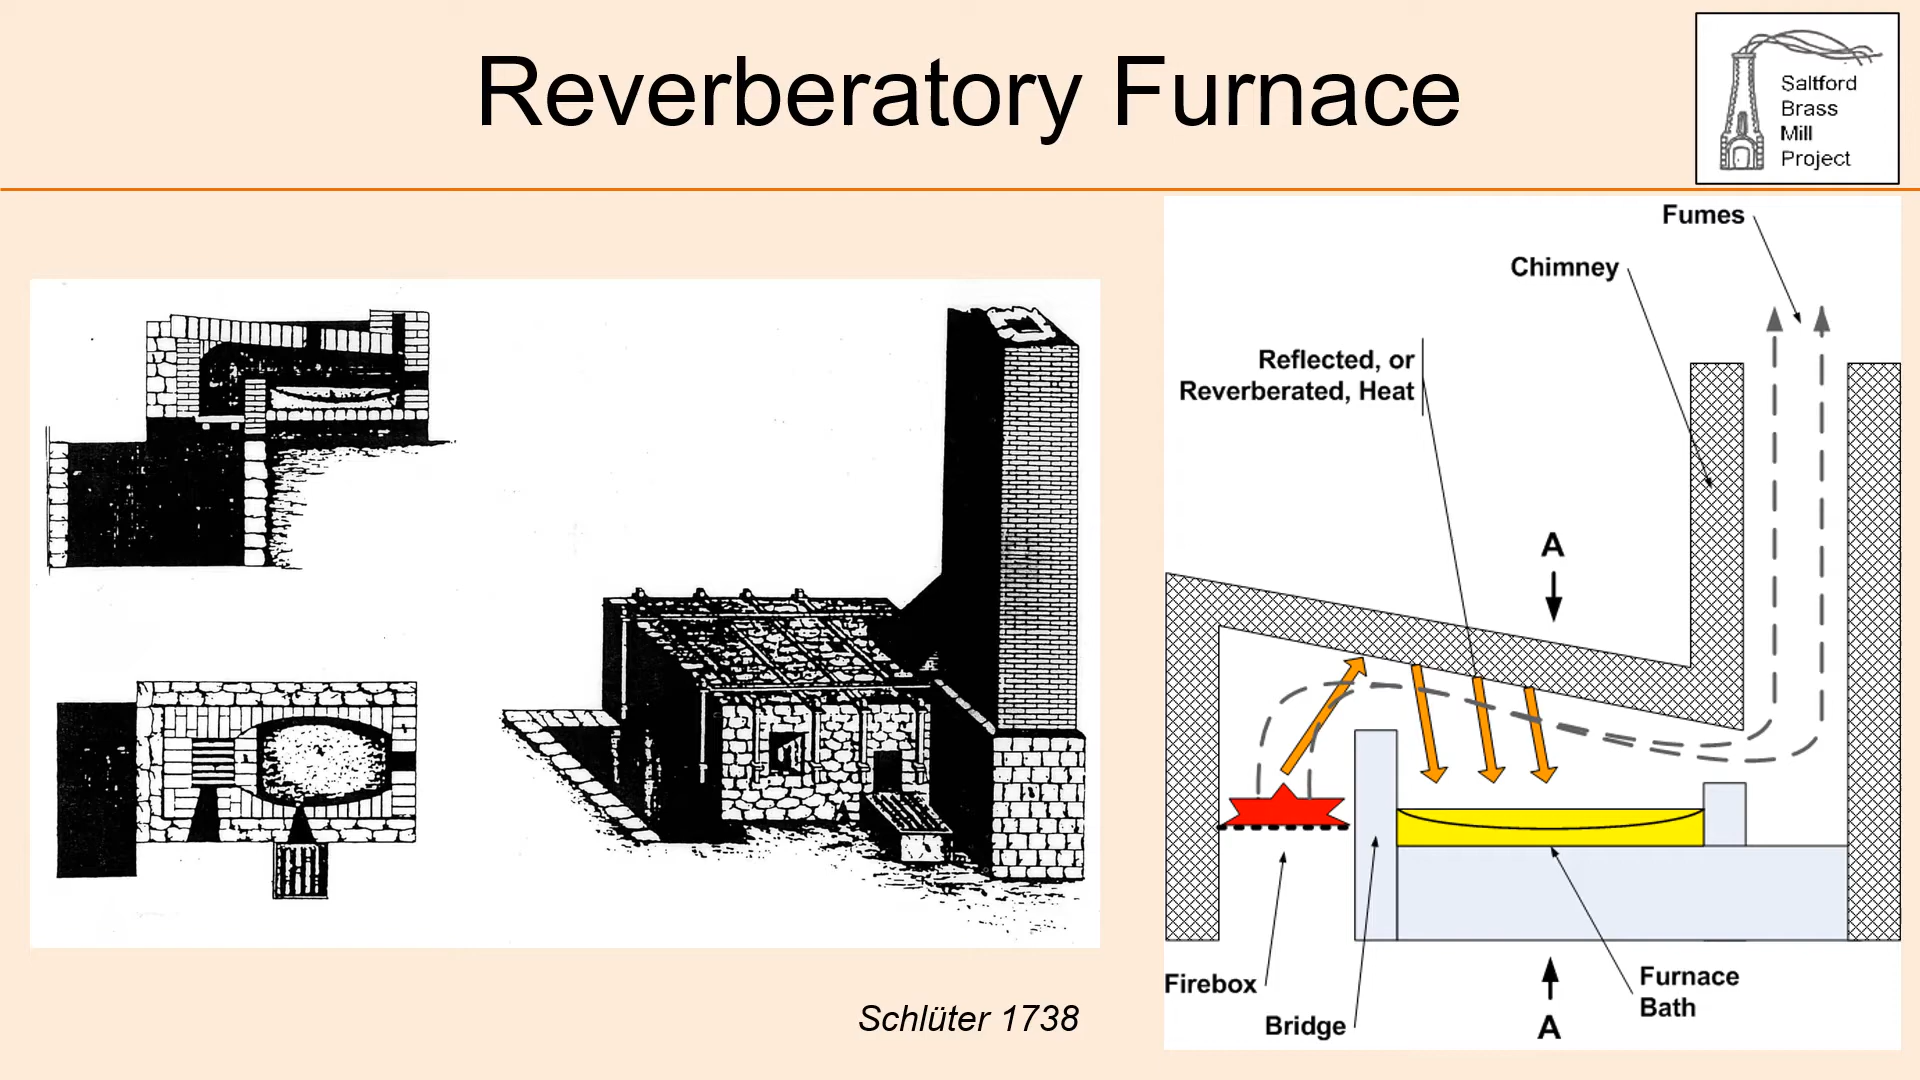 Reverberatory Furnace
Saltford
Brass
Mill
Project
Fumes
Chimney
Reflected, or
Reverberated, Heat
A
Firebox
Bridge
Furnace
Bath
A
Schlüter 1738